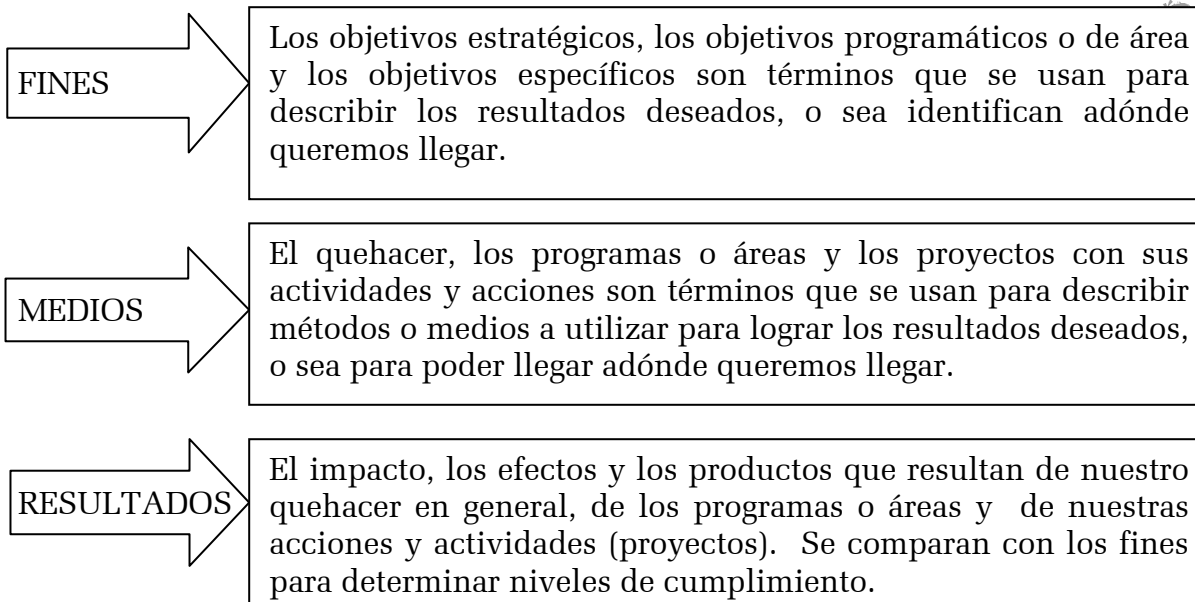 FINES
Los objetivos estratégicos, los objetivos programáticos o de área
y los objetivos específicos son términos que se usan para
describir los resultados deseados, o sea identifican adónde
queremos llegar.
MEDIOS
El quehacer, los programas o áreas y los proyectos con sus
actividades y acciones son términos que se usan para describir
métodos o medios a utilizar para lograr los resultados deseados,
o sea para poder llegar adónde queremos llegar.
RESULTADOS
El impacto, los efectos y los productos que resultan de nuestro
quehacer en general, de los programas o áreas y de nuestras
acciones y actividades (proyectos). Se comparan con los fines
para determinar niveles de cumplimiento.